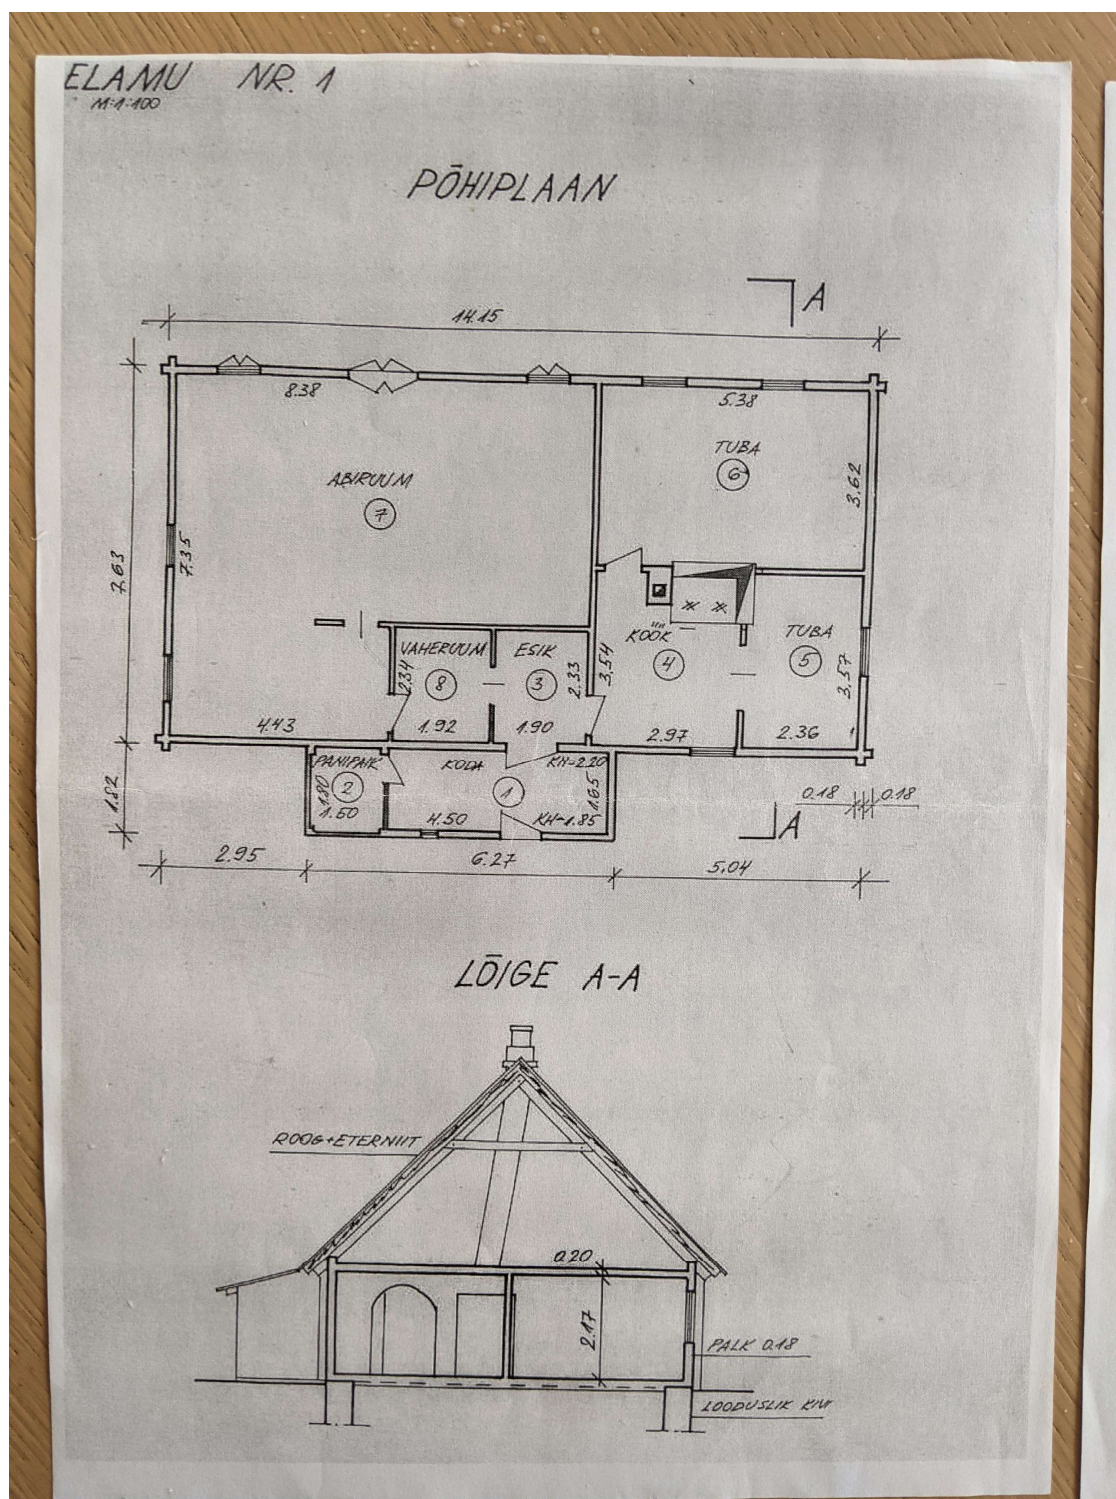 ELAMU NR. 1
M=1:100
PÕHIPLAAN
A
14.15
8.38
5.38
TUBA
6
3.62
ABIRUUM
7
7.35
7.63
KÖÖK
4
3.54
TUBA
5
3.57
VAHERUUM
8
2.34
ESIK
3
2.33
4.43
1.92
1.90
2.97
2.36
PANIPAIK
2
1.80
1.60
KODA
1
KH=2.20
1.65
4.50
KH=1.85
1.82
0.18
0.18
A
2.95
6.27
5.04
LÕIGE A-A
ROOG+ETERNIIT
0.20
2.17
PALK 0.18
LOODUSLIK KIVI